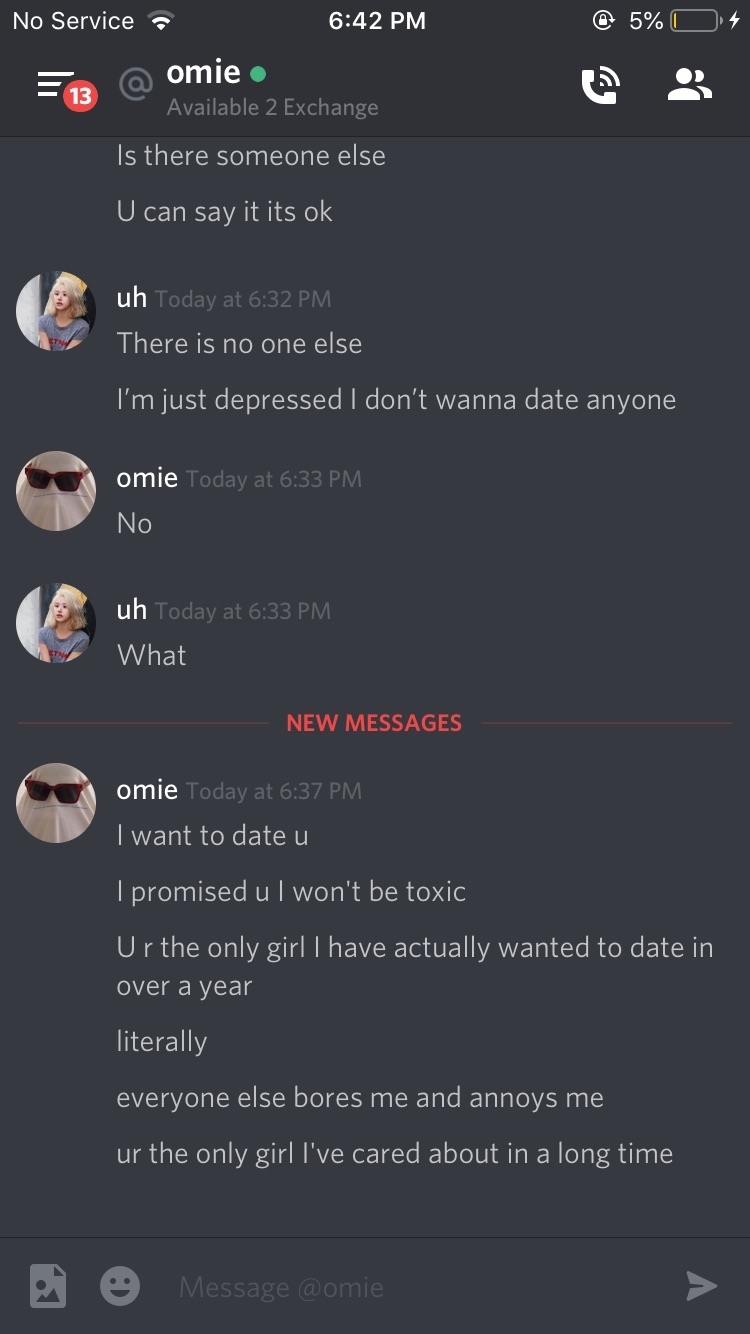 No Service 6:42 PM 5%
13 @ omie
Available 2 Exchange
Is there someone else
U can say it its ok
uh Today at 6:32 PM
There is no one else
I’m just depressed I don’t wanna date anyone
omie Today at 6:33 PM
No
uh Today at 6:33 PM
What
NEW MESSAGES
omie Today at 6:37 PM
I want to date u
I promised u I won't be toxic
U r the only girl I have actually wanted to date in
over a year
literally
everyone else bores me and annoys me
ur the only girl I've cared about in a long time
Message @omie